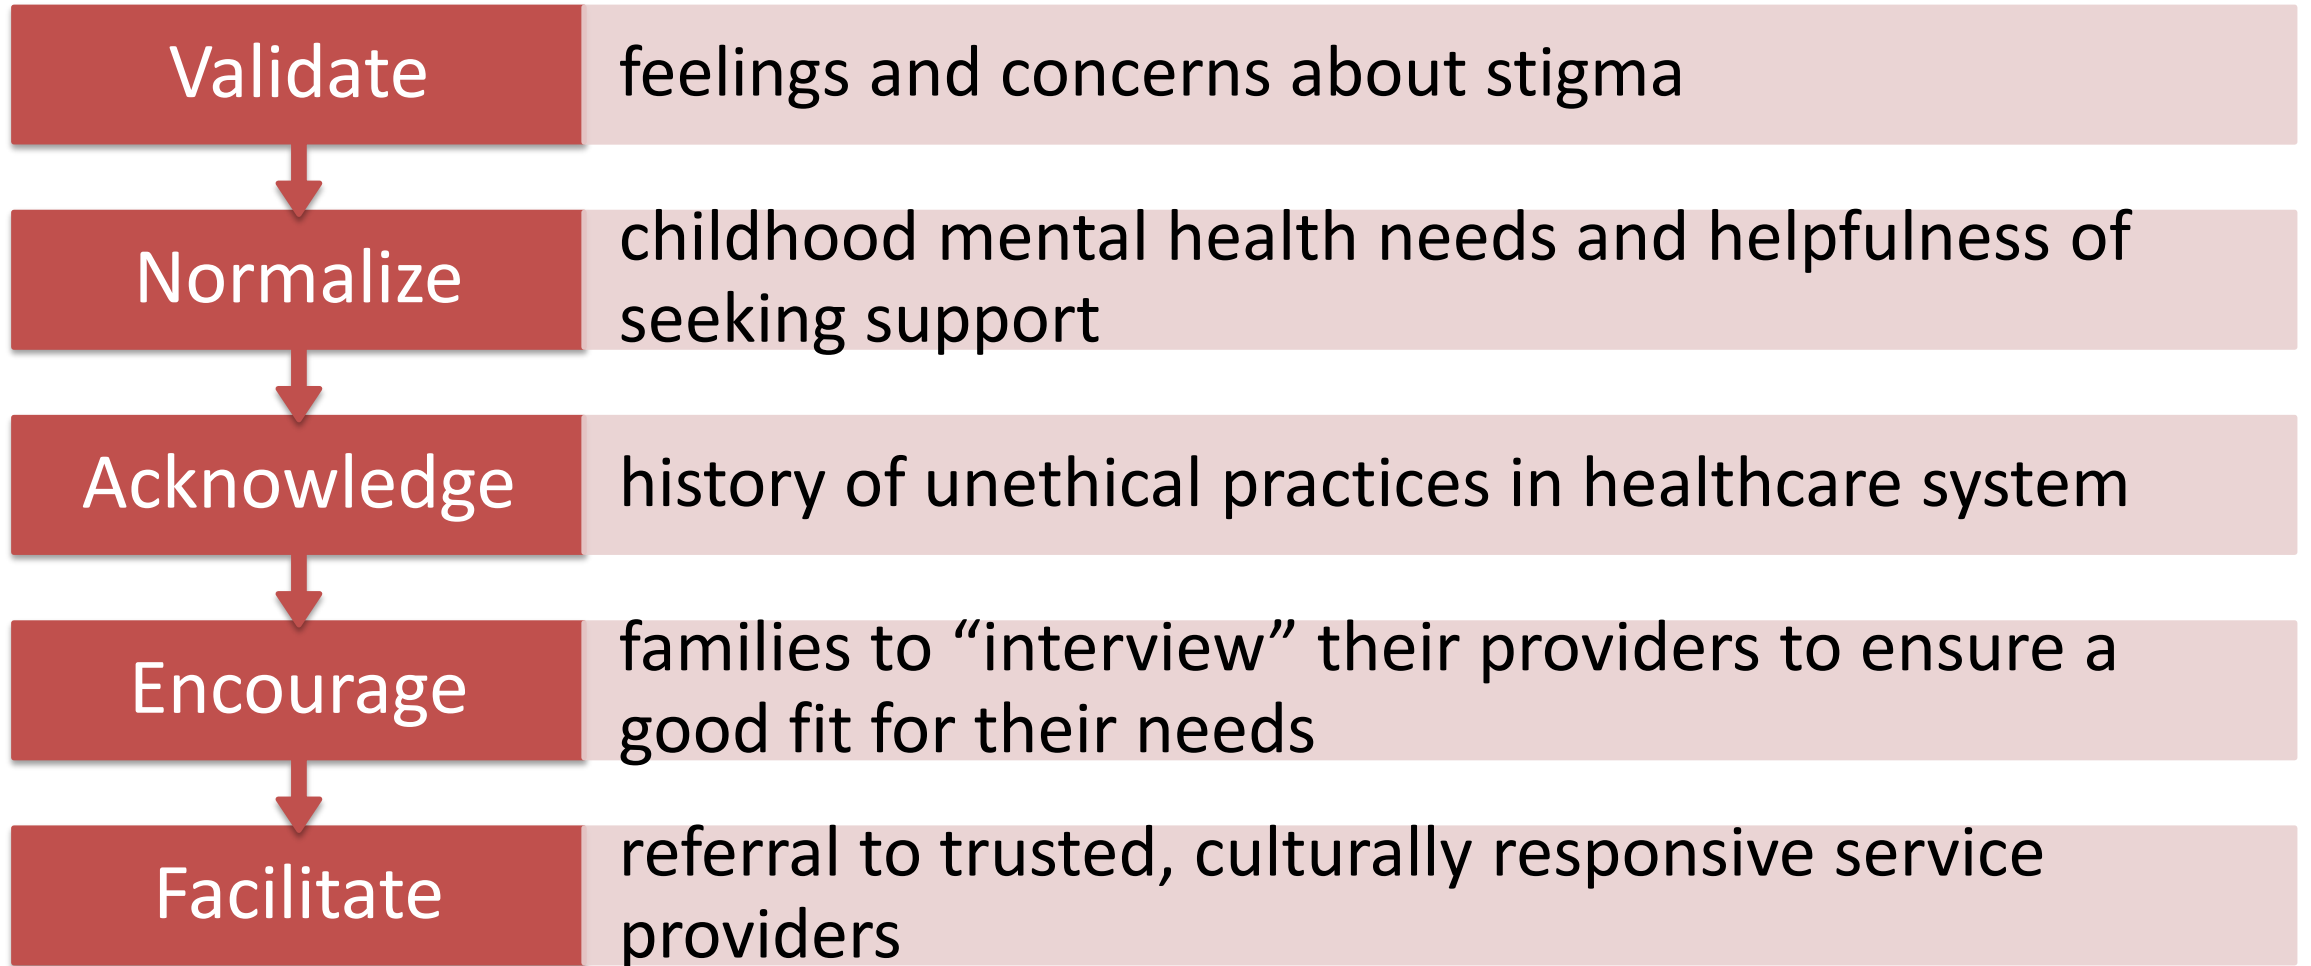 Validate
feelings and concerns about stigma
Normalize
childhood mental health needs and helpfulness of
seeking support
Acknowledge
history of unethical practices in healthcare system
Encourage
families to “interview” their providers to ensure a
good fit for their needs
Facilitate
referral to trusted, culturally responsive service
providers